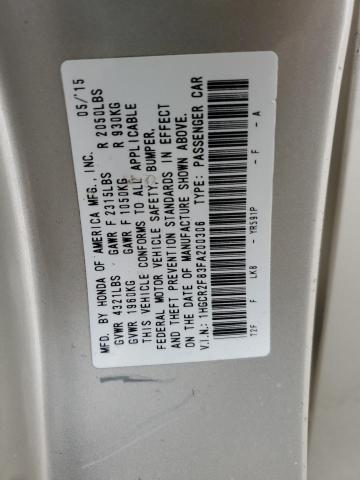 MFD. BY HONDA OF AMERICA MFG., INC. 05/'15
GVWR 4321LBS GAWR F 2315LBS R 2050LBS
GVWR 1960KG GAWR F 1050KG R 930KG
THIS VEHICLE CONFORMS TO ALL APPLICABLE
FEDERAL MOTOR VEHICLE SAFETY, BUMPER,
AND THEFT PREVENTION STANDARDS IN EFFECT
ON THE DATE OF MANUFACTURE SHOWN ABOVE.
V.I.N.: 1HGCR2F83FA200306 TYPE: PASSENGER CAR
T2F F LK8 - YR591P - F - A